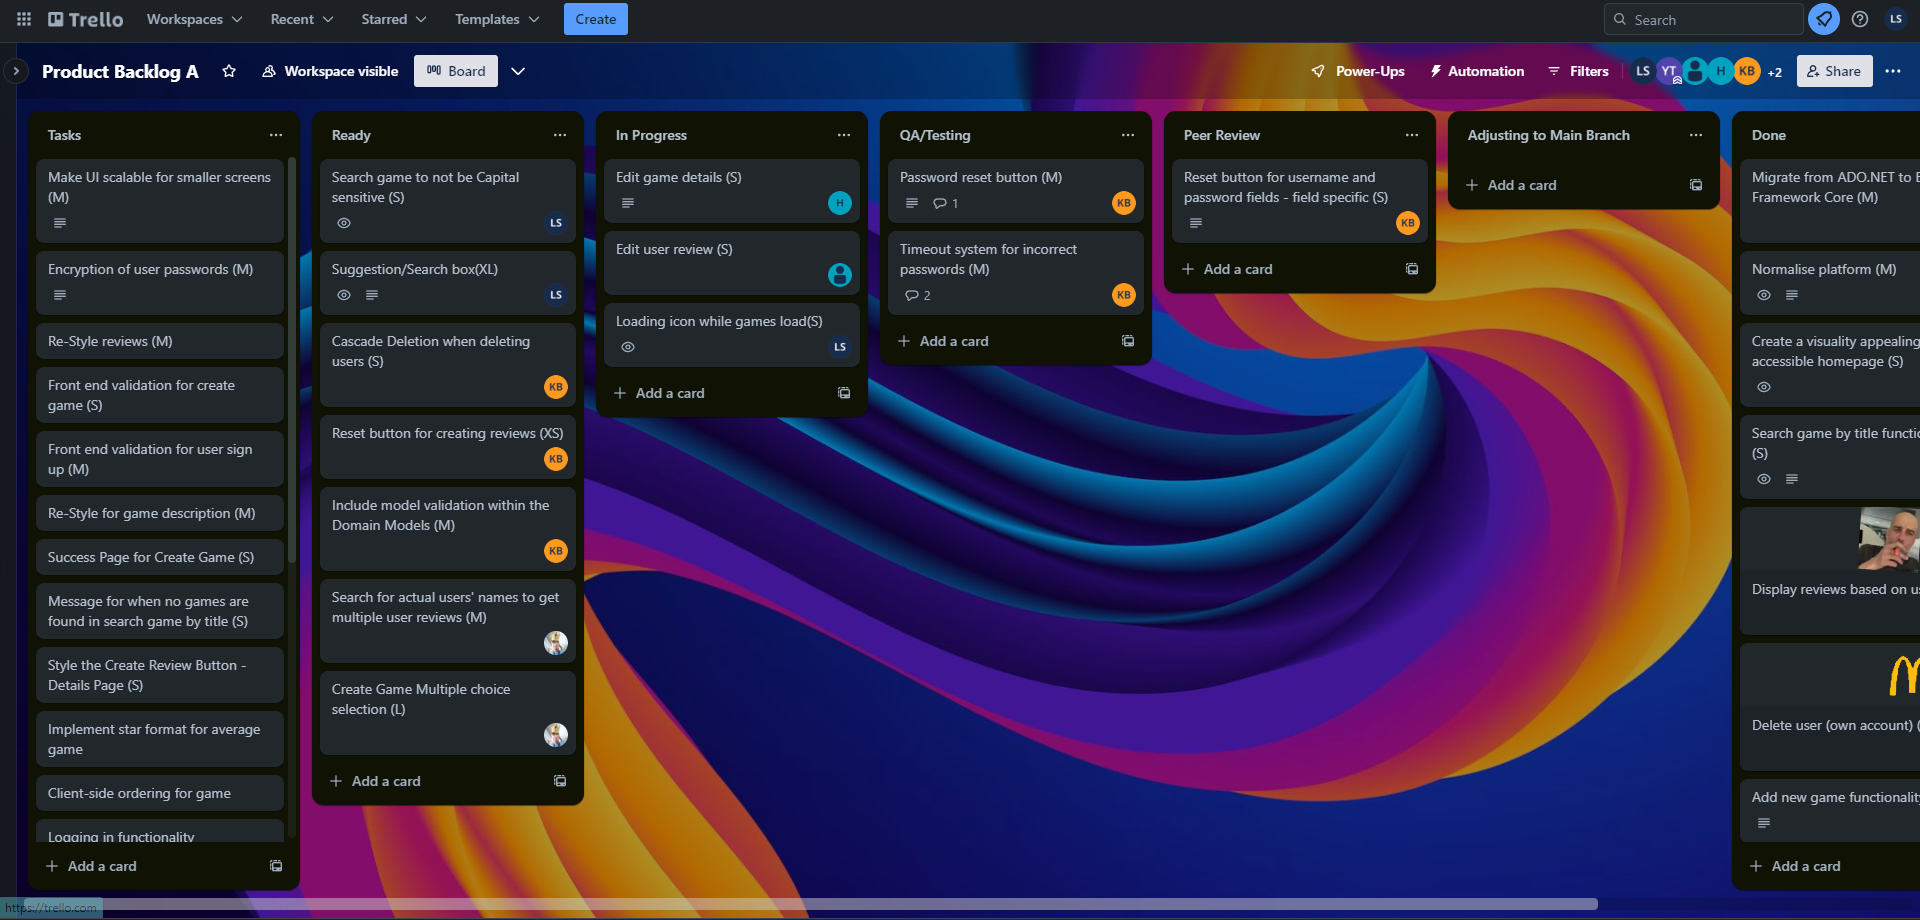 Trello
Workspaces
Recent
Starred
Templates
Create
Search
LS
Product Backlog A
Workspace visible
Board
Power-Ups
Automation
Filters
LS
YT
H
KB
+2
Share
Tasks
Make UI scalable for smaller screens
(M)
Encryption of user passwords (M)
Re-Style reviews (M)
Front end validation for create
game (S)
Front end validation for user sign
up (M)
Re-Style for game description (M)
Success Page for Create Game (S)
Message for when no games are
found in search game by title (S)
Style the Create Review Button -
Details Page (S)
Implement star format for average
game
Client-side ordering for game
Logging in functionality
+ Add a card
Ready
Search game to not be Capital
sensitive (S)
LS
Suggestion/Search box(XL)
LS
Cascade Deletion when deleting
users (S)
KB
Reset button for creating reviews (XS)
KB
Include model validation within the
Domain Models (M)
KB
Search for actual users' names to get
multiple user reviews (M)
Create Game Multiple choice
selection (L)
+ Add a card
In Progress
Edit game details (S)
H
Edit user review (S)
Loading icon while games load(S)
LS
+ Add a card
QA/Testing
Password reset button (M)
1
KB
Timeout system for incorrect
passwords (M)
2
KB
+ Add a card
Peer Review
Reset button for username and
password fields - field specific (S)
KB
+ Add a card
Adjusting to Main Branch
+ Add a card
Done
Migrate from ADO.NET to E
Framework Core (M)
Normalise platform (M)
Create a visuality appealing
accessible homepage (S)
Search game by title functio
(S)
Display reviews based on us
Delete user (own account) (
Add new game functionality
+ Add a card
https://trello.com